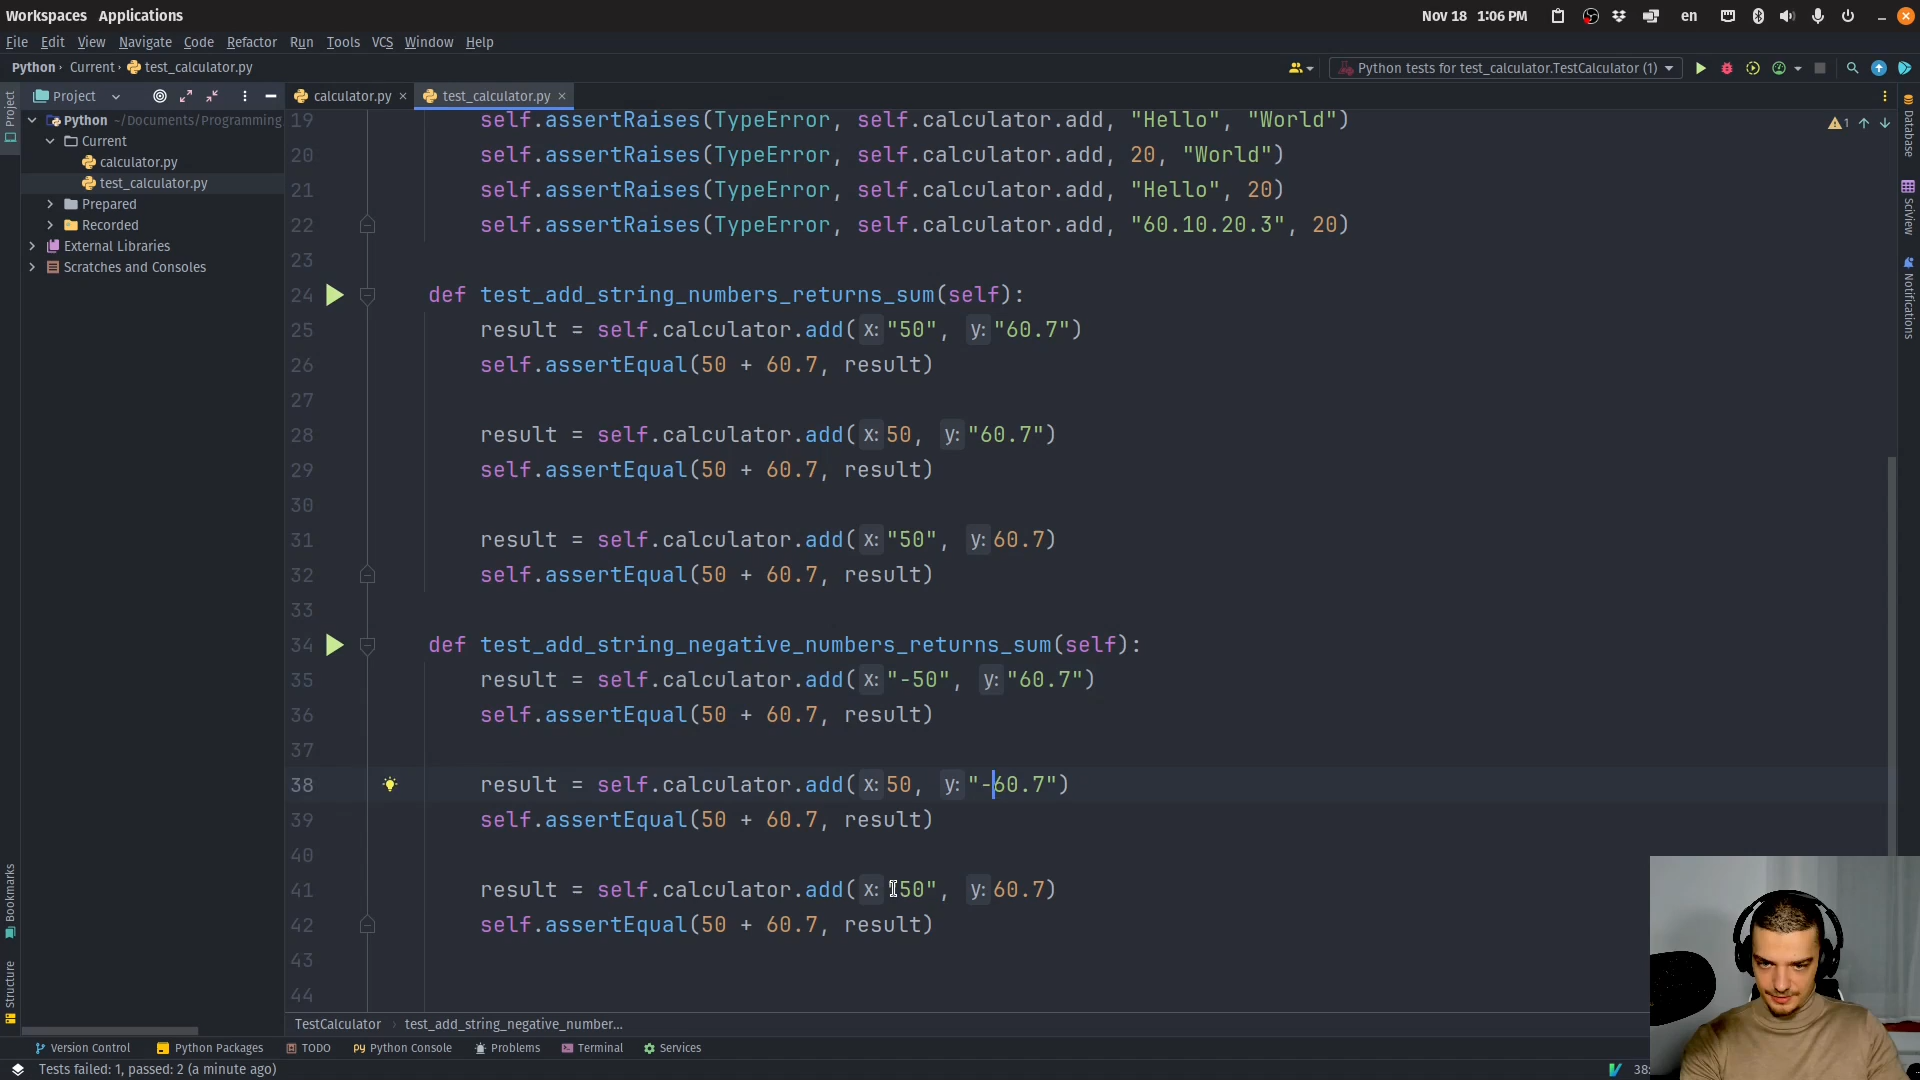 Workspaces Applications
Nov 18 1:06 PM
en
File Edit View Navigate Code Refactor Run Tools VCS Window Help
Python Current test_calculator.py
Python tests for test_calculator.TestCalculator (1)
Project
calculator.py
test_calculator.py
Python ~/Documents/Programming
Current
calculator.py
test_calculator.py
Prepared
Recorded
External Libraries
Scratches and Consoles
Project
Bookmarks
Structure
Database
SciView
Notifications
1
19 self.assertRaises(TypeError, self.calculator.add, "Hello", "World")
20 self.assertRaises(TypeError, self.calculator.add, 20, "World")
21 self.assertRaises(TypeError, self.calculator.add, "Hello", 20)
22 self.assertRaises(TypeError, self.calculator.add, "60.10.20.3", 20)
23
24 def test_add_string_numbers_returns_sum(self):
25 result = self.calculator.add(x: "50", y: "60.7")
26 self.assertEqual(50 + 60.7, result)
27
28 result = self.calculator.add(x: 50, y: "60.7")
29 self.assertEqual(50 + 60.7, result)
30
31 result = self.calculator.add(x: "50", y: 60.7)
32 self.assertEqual(50 + 60.7, result)
33
34 def test_add_string_negative_numbers_returns_sum(self):
35 result = self.calculator.add(x: "-50", y: "60.7")
36 self.assertEqual(50 + 60.7, result)
37
38 result = self.calculator.add(x: 50, y: "-60.7")
39 self.assertEqual(50 + 60.7, result)
40
41 result = self.calculator.add(x: "50", y: 60.7)
42 self.assertEqual(50 + 60.7, result)
43
44
TestCalculator test_add_string_negative_number...
Version Control Python Packages TODO Python Console Problems Terminal Services
Tests failed: 1, passed: 2 (a minute ago)
38: